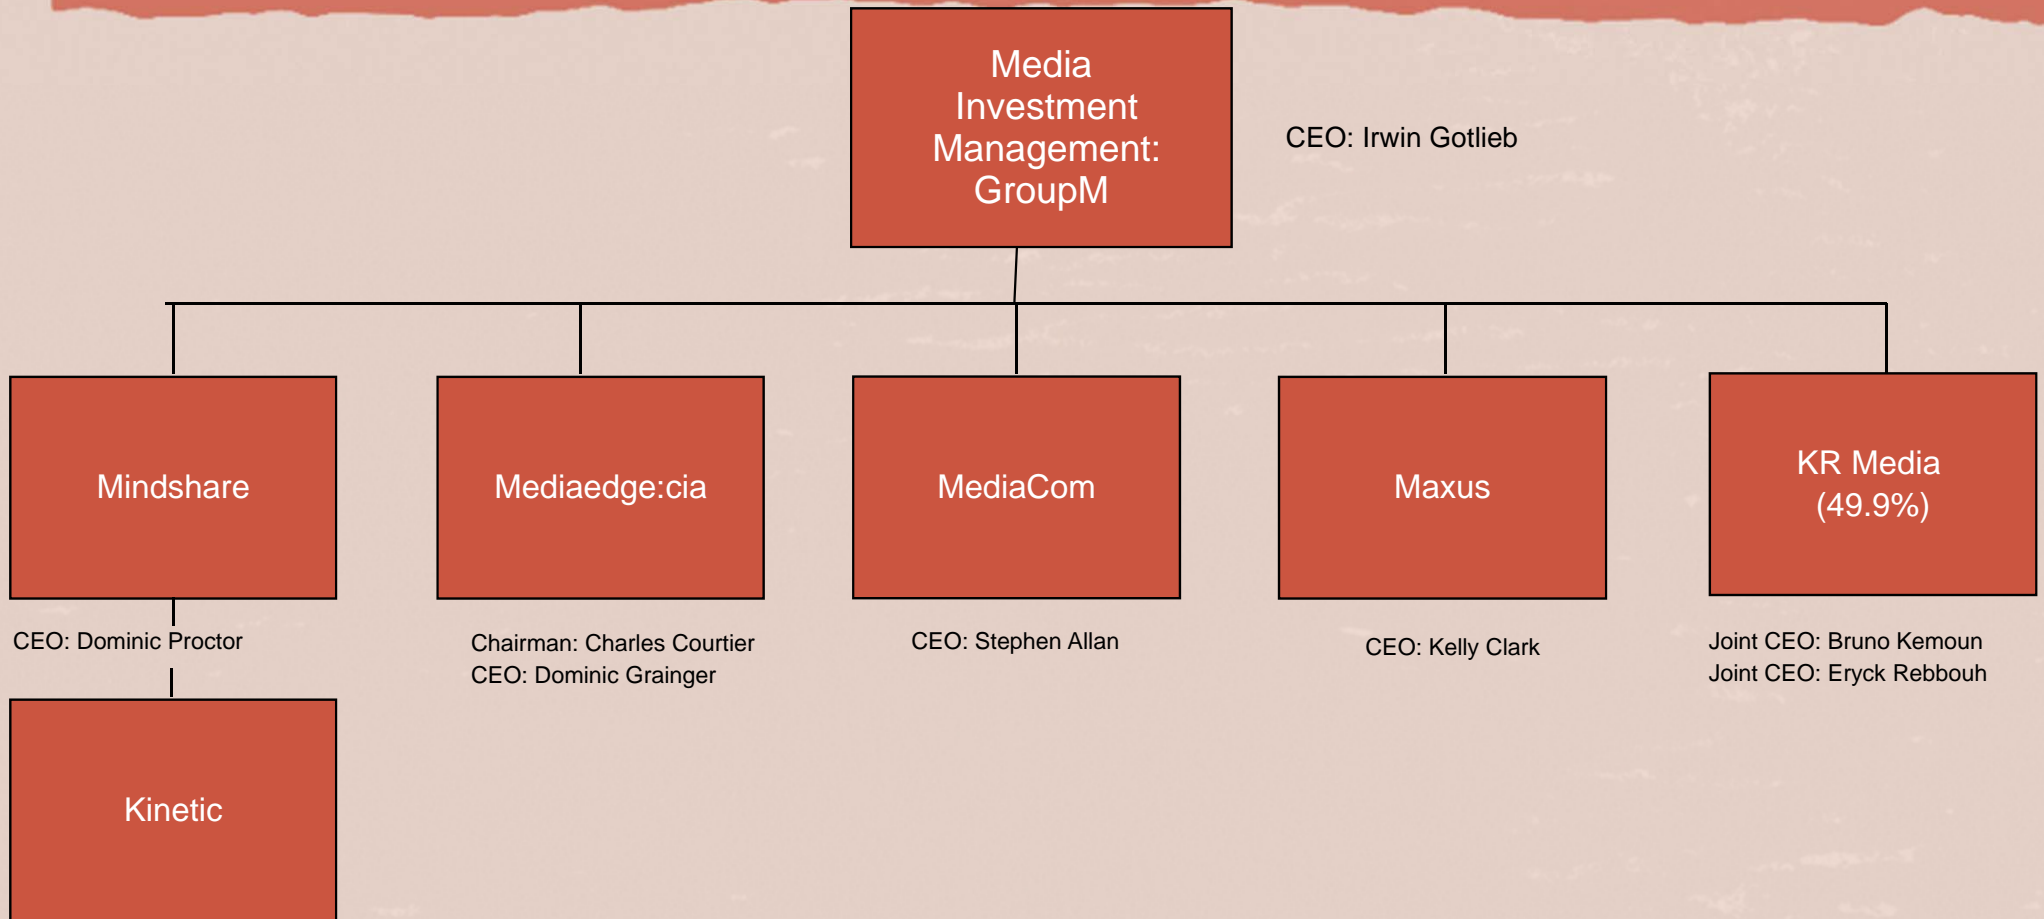 Media
Investment
Management:
GroupM
CEO: Irwin Gotlieb
Mindshare
Mediaedge:cia
MediaCom
Maxus
KR Media
(49.9%)
CEO: Dominic Proctor
Chairman: Charles Courtier
CEO: Dominic Grainger
CEO: Stephen Allan
CEO: Kelly Clark
Joint CEO: Bruno Kemoun
Joint CEO: Eryck Rebbouh
Kinetic